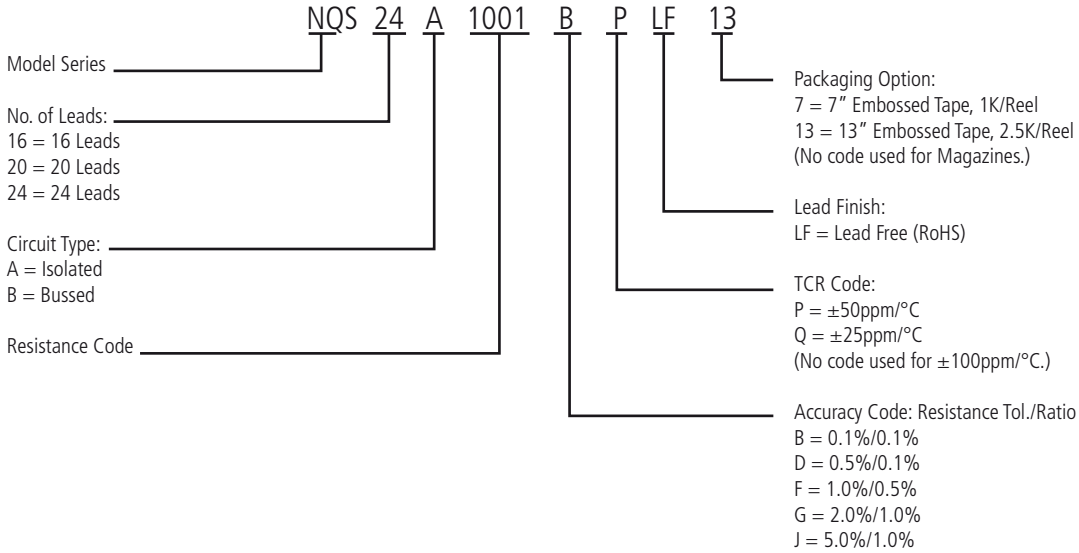 NQS 24 A 1001 B P LF 13
Model Series
No. of Leads:
16 = 16 Leads
20 = 20 Leads
24 = 24 Leads
Circuit Type:
A = Isolated
B = Bussed
Resistance Code
Packaging Option:
7 = 7″ Embossed Tape, 1K/Reel
13 = 13″ Embossed Tape, 2.5K/Reel
(No code used for Magazines.)
Lead Finish:
LF = Lead Free (RoHS)
TCR Code:
P = ±50ppm/°C
Q = ±25ppm/°C
(No code used for ±100ppm/°C.)
Accuracy Code: Resistance Tol./Ratio
B = 0.1%/0.1%
D = 0.5%/0.1%
F = 1.0%/0.5%
G = 2.0%/1.0%
J = 5.0%/1.0%